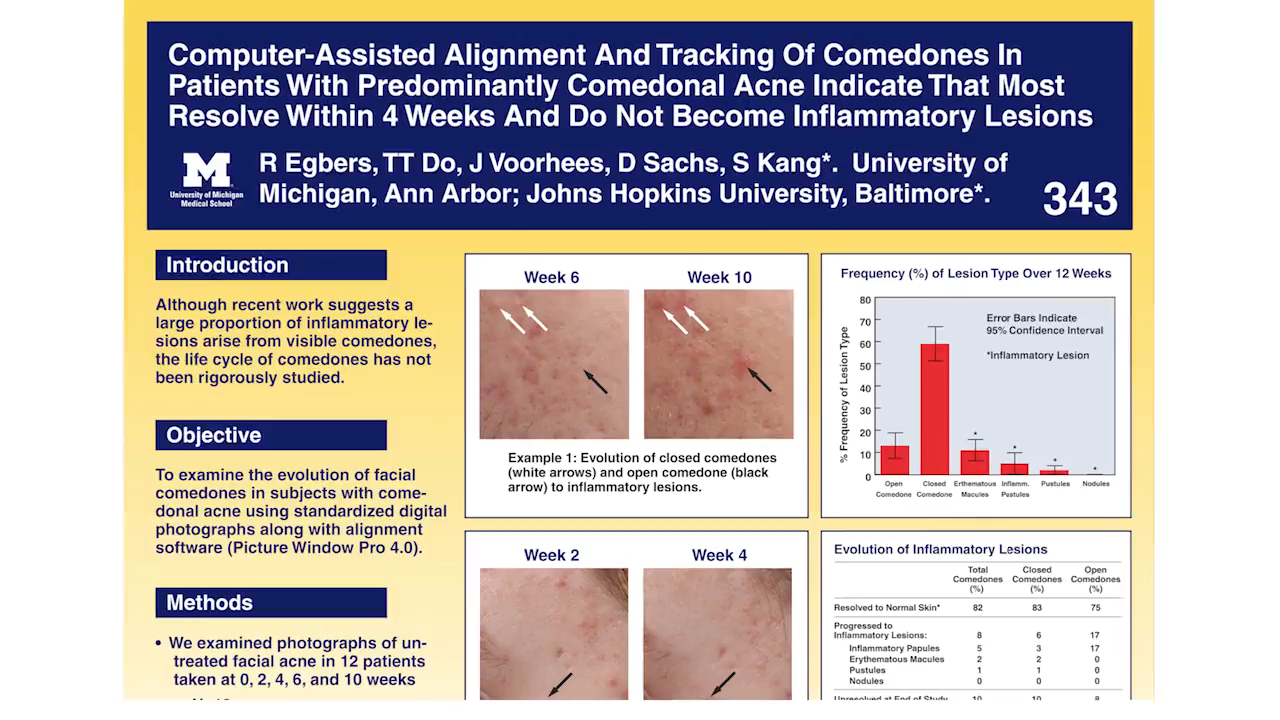 Computer-Assisted Alignment And Tracking Of Comedones In
Patients With Predominantly Comedonal Acne Indicate That Most
Resolve Within 4 Weeks And Do Not Become Inflammatory Lesions
M
University of Michigan
Medical School
R Egbers, TT Do, J Voorhees, D Sachs, S Kang*. University of
Michigan, Ann Arbor; Johns Hopkins University, Baltimore*.
343
Introduction
Although recent work suggests a
large proportion of inflammatory le-
sions arise from visible comedones,
the life cycle of comedones has not
been rigorously studied.
Objective
To examine the evolution of facial
comedones in subjects with come-
donal acne using standardized digital
photographs along with alignment
software (Picture Window Pro 4.0).
Methods
• We examined photographs of un-
treated facial acne in 12 patients
taken at 0, 2, 4, 6, and 10 weeks
Week 6 Week 10
Example 1: Evolution of closed comedones
(white arrows) and open comedone (black
arrow) to inflammatory lesions.
Week 2 Week 4
Frequency (%) of Lesion Type Over 12 Weeks
% Frequency of Lesion Type
80
70
60
50
40
30
20
10
0
Error Bars Indicate
95% Confidence Interval
*Inflammatory Lesion
* * * *
Open Closed Erthematous Inflamm. Pustules Nodules
Comedone Comedone Macules Papules
Evolution of Inflammatory Lesions
Total Closed Open
Comedones Comedones Comedones
(%) (%) (%)
Resolved to Normal Skin* 82 83 75
Progressed to
Inflammatory Lesions: 8 6 17
Inflammatory Papules 5 3 17
Erythematous Macules 2 2 0
Pustules 1 1 0
Nodules 0 0 0
Unresolved at End of Study 10 10 8